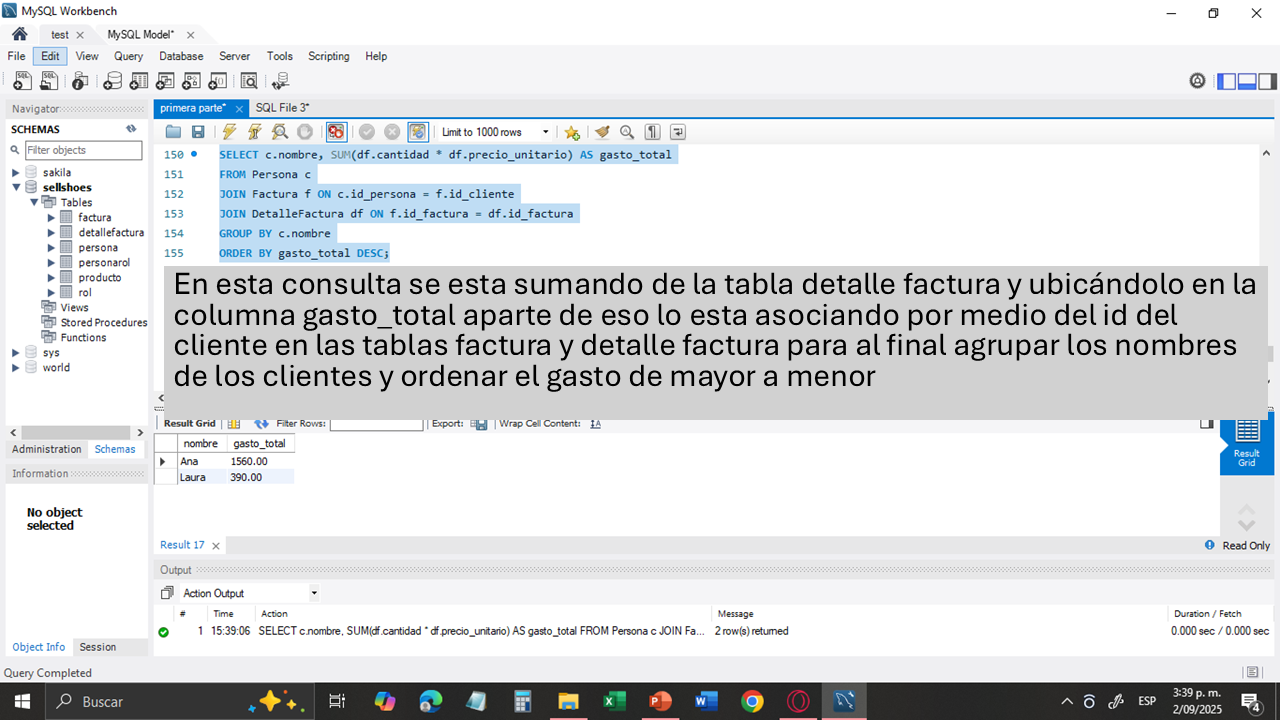 MySQL Workbench
test
MySQL Model*
File Edit View Query Database Server Tools Scripting Help
Navigator
primera parte*
SQL File 3*
SCHEMAS
Filter objects
sakila
sellshoes
Tables
factura
detallefactura
persona
personarol
producto
rol
Views
Stored Procedures
Functions
sys
world
Administration Schemas
Information
No object
selected
Object Info Session
Limit to 1000 rows
150 SELECT c.nombre, SUM(df.cantidad * df.precio_unitario) AS gasto_total
151 FROM Persona c
152 JOIN Factura f ON c.id_persona = f.id_cliente
153 JOIN DetalleFactura df ON f.id_factura = df.id_factura
154 GROUP BY c.nombre
155 ORDER BY gasto_total DESC;
En esta consulta se esta sumando de la tabla detalle factura y ubicándolo en la
columna gasto_total aparte de eso lo esta asociando por medio del id del
cliente en las tablas factura y detalle factura para al final agrupar los nombres
de los clientes y ordenar el gasto de mayor a menor
Result Grid Filter Rows: Export: Wrap Cell Content:
nombre gasto_total
Ana 1560.00
Laura 390.00
Result
Grid
Result 17
Read Only
Output
Action Output
# Time Action Message Duration / Fetch
1 15:39:06 SELECT c.nombre, SUM(df.cantidad * df.precio_unitario) AS gasto_total FROM Persona c JOIN Fa... 2 row(s) returned 0.000 sec / 0.000 sec
Query Completed
Buscar
ESP
3:39 p. m.
2/09/2025
4